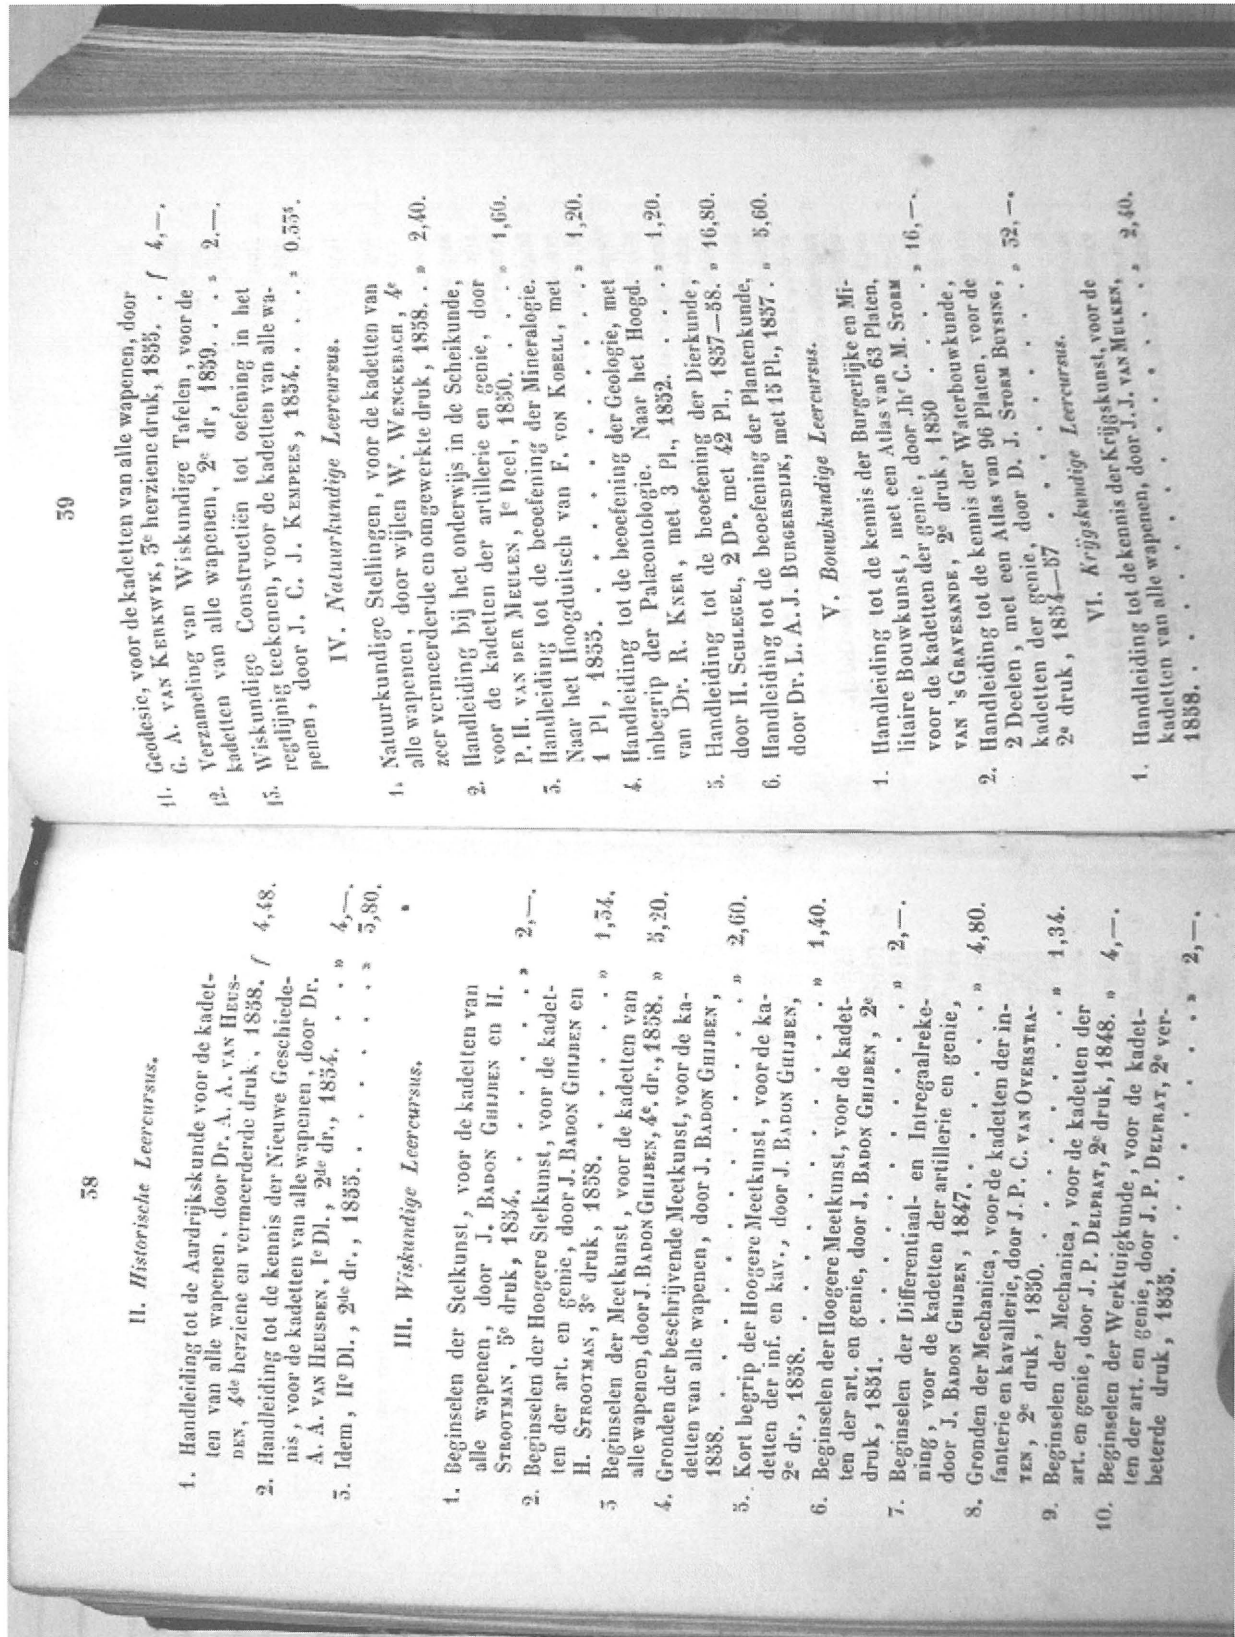 38
II. Historische Leercursus.
1. Handleiding tot de Aardrijkskunde voor de kadet-
ten van alle wapenen, door Dr. A. A. VAN HEUS-
DEN, 4de herziene en vermeerderde druk, 1858. f 4,48.
2. Handleiding tot de kennis der Nieuwe Geschiede-
nis, voor de kadetten van alle wapenen, door Dr.
A. A. VAN HEUSDEN, Ie Dl., 2de dr., 1854. . . » 4,—.
3. Idem, IIe Dl., 2de dr., 1855. . . . . . » 3,80.
III. Wiskundige Leercursus.
1. Beginselen der Stelkunst, voor de kadetten van
alle wapenen, door J. BADON GHIJBEN en H.
STROOTMAN, 5e druk, 1854. . . . . . » 2,—.
2. Beginselen der Hoogere Stelkunst, voor de kadet-
ten der art. en genie, door J. BADON GHIJBEN en
H. STROOTMAN, 3e druk, 1858. . . . . » 1,34.
3 Beginselen der Meetkunst, voor de kadetten van
alle wapenen, door J. BADON GHIJBEN, 4e. dr., 1858. » 3,20.
4. Gronden der beschrijvende Meetkunst, voor de ka-
detten van alle wapenen, door J. BADON GHIJBEN,
1858. . . . . . . . . . » 2,60.
5. Kort begrip der Hoogere Meetkunst, voor de ka-
detten der inf. en kav., door J. BADON GHIJBEN,
2e dr., 1858. . . . . . . . » 1,40.
6. Beginselen der Hoogere Meetkunst, voor de kadet-
ten der art. en genie, door J. BADON GHIJBEN, 2e
druk, 1851. . . . . . . . . » 2,—.
7. Beginselen der Differentiaal- en Intregaalreke-
ning, voor de kadetten der artillerie en genie,
door J. BADON GHIJBEN, 1847. . . . . . » 4,80.
8. Gronden der Mechanica, voor de kadetten der in-
fanterie en kavallerie, door J. P. C. VAN OVERSTRA-
TEN, 2e druk, 1850. . . . . . . » 1,34.
9. Beginselen der Mechanica, voor de kadetten der
art. en genie, door J. P. DELPRAT, 2e druk, 1848. » 4,—.
10. Beginselen der Werktuigkunde, voor de kadet-
ten der art. en genie, door J. P. DELPRAT, 2e ver-
beterde druk, 1855. . . . . . . » 2,—.
39
11. Geodesie, voor de kadetten van alle wapenen, door
G. A. VAN KERKWYK, 3e herziene druk, 1855. . f 4,—.
12. Verzameling van Wiskundige Tafelen, voor de
kadetten van alle wapenen, 2e dr, 1859. . . » 2.—.
13. Wiskundige Constructiën tot oefening in het
regtlijnig teekenen, voor de kadetten van alle wa-
penen, door J. C. J. KEMPEES, 1854. . . . . » 0.35⁵.
IV. Natuurkundige Leercursus.
1. Natuurkundige Stellingen, voor de kadetten van
alle wapenen, door wijlen W. WENCKEBACH, 4e
zeer vermeerderde en omgewerkte druk, 1858. . » 2,40.
2. Handleiding bij het onderwijs in de Scheikunde,
voor de kadetten der artillerie en genie, door
P. H. VAN DER MEULEN, Ie Deel, 1850. . . . » 1,60.
3. Handleiding tot de beoefening der Mineralogie.
Naar het Hoogduitsch van F. VON KOBELL, met
1 Pl, 1855. . . . . . . . . » 1,20.
4. Handleiding tot de beoefening der Geologie, met
inbegrip der Palæontologie. Naar het Hoogd.
van Dr. R. KNER, met 3 Pl., 1852. . . . . » 1,20.
5. Handleiding tot de beoefening der Dierkunde,
door H. SCHLEGEL, 2 Dn. met 42 Pl., 1857—58. » 16,80.
6. Handleiding tot de beoefening der Plantenkunde,
door Dr. L. A. J. BURGERSDIJK, met 15 Pl., 1857 . » 5,60.
V. Bouwkundige Leercursus.
1. Handleiding tot de kennis der Burgerlijke en Mi-
litaire Bouwkunst, met een Atlas van 63 Platen,
voor de kadetten der genie, door Jhr C. M. STORM
VAN 'S GRAVESANDE, 2e druk, 1850 . . . . » 16,—.
2. Handleiding tot de kennis der Waterbouwkunde,
2 Deelen, met een Atlas van 96 Platen, voor de
kadetten der genie, door D. J. STORM BUYSING,
2e druk, 1854—57 . . . . . . . » 32,—.
VI. Krijgskundige Leercursus.
1. Handleiding tot de kennis der Krijgskunst, voor de
kadetten van alle wapenen, door J. J. VAN MULKEN,
1858. . . . . . . . . . » 2,40.